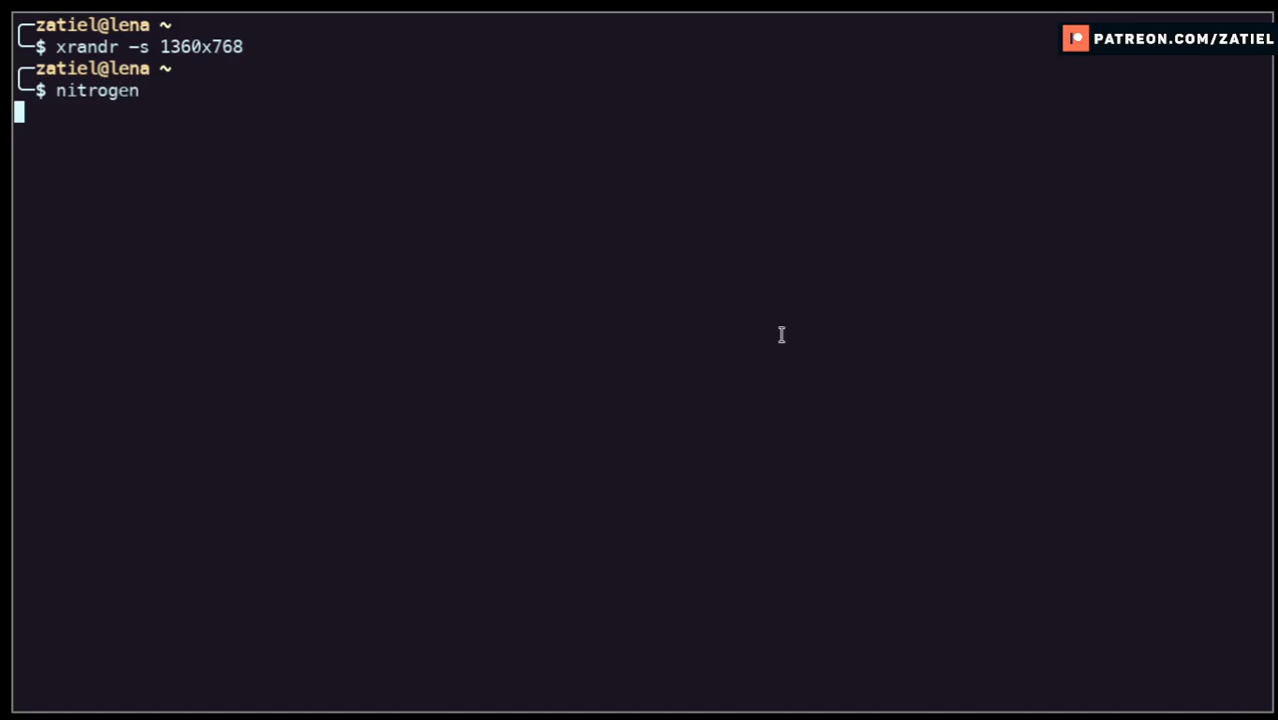 ╭─zatiel@lena ~
╰─$ xrandr -s 1360x768
╭─zatiel@lena ~
╰─$ nitrogen
PATREON.COM/ZATIEL